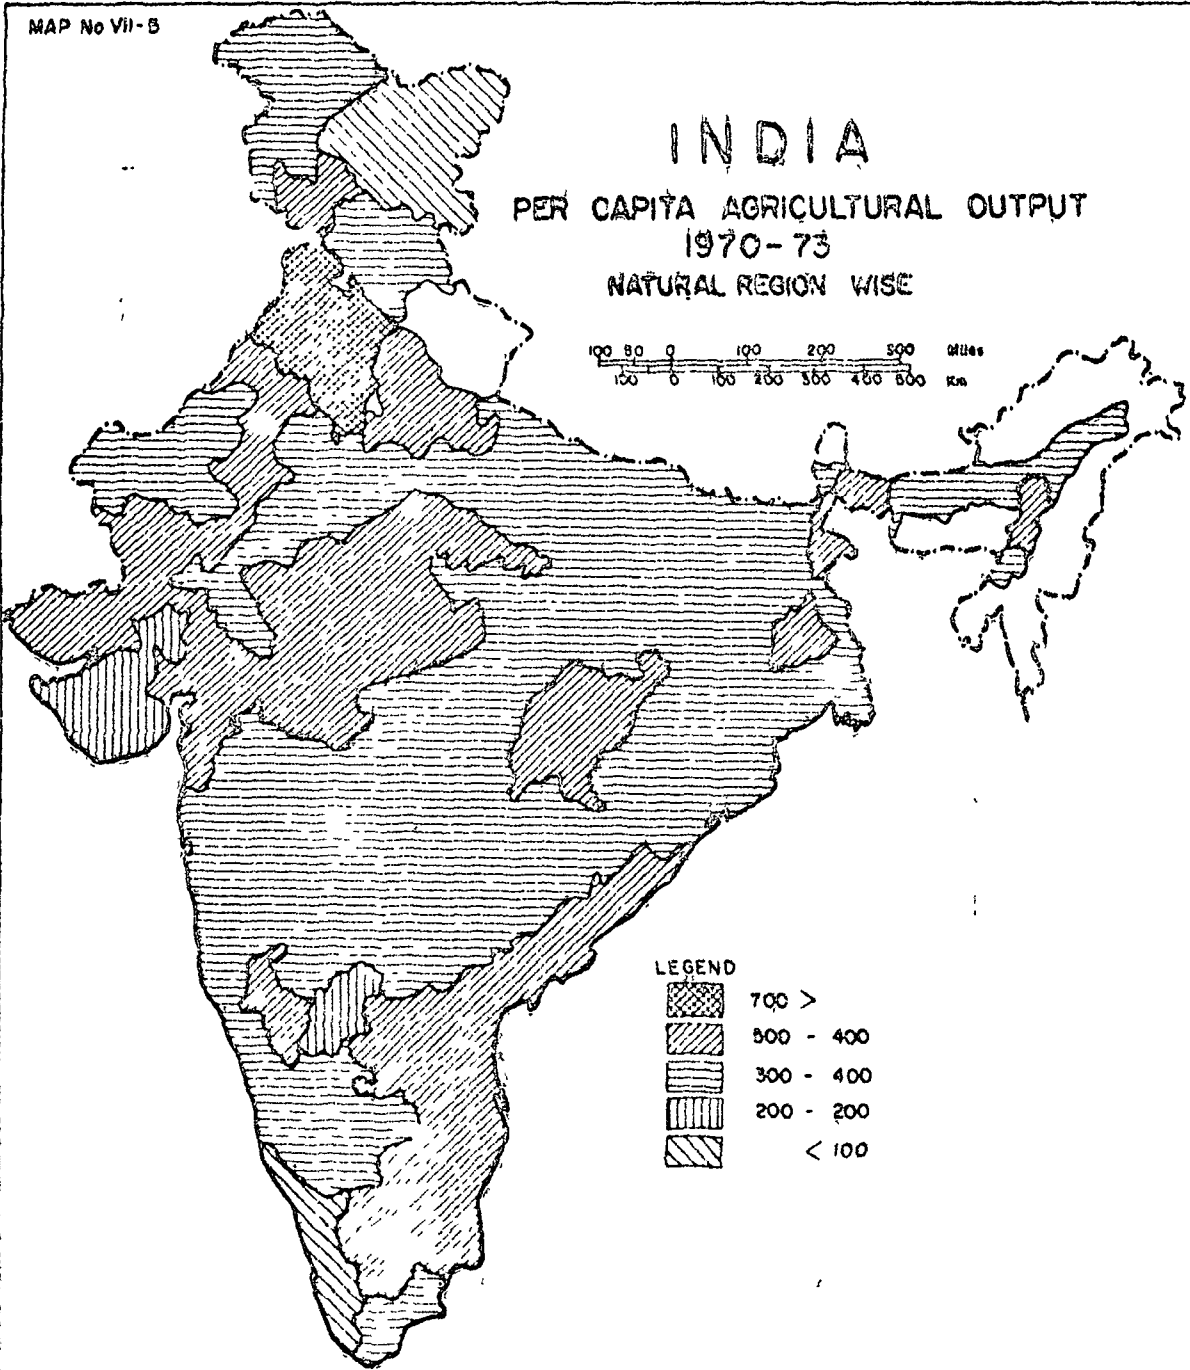 MAP No VII-B
INDIA
PER CAPITA AGRICULTURAL OUTPUT
1970-73
NATURAL REGION WISE
100 50 0 100 200 300 Miles
100 0 100 200 300 400 500 Km
LEGEND
700 >
500 - 400
300 - 400
200 - 200
< 100